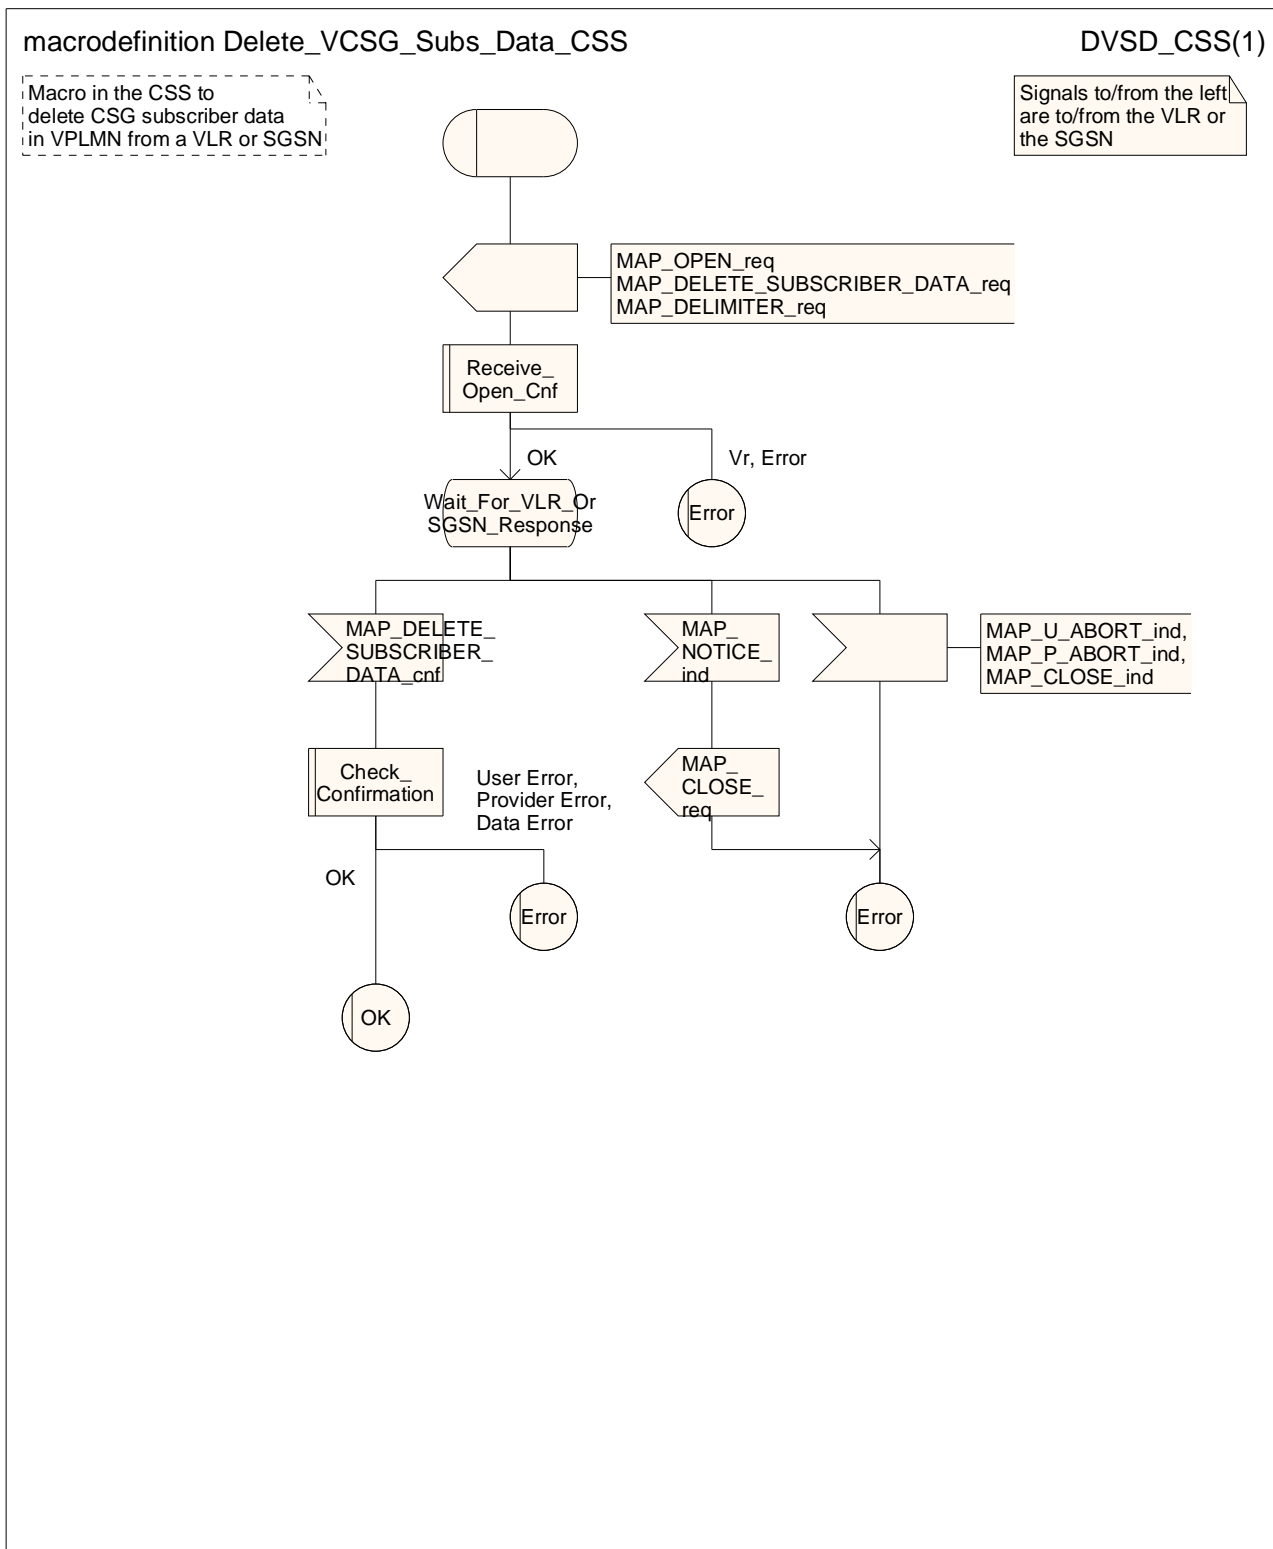 macrodefinition Delete_VCSG_Subs_Data_CSS
DVSD_CSS(1)
Macro in the CSS to
delete CSG subscriber data
in VPLMN from a VLR or SGSN
Signals to/from the left
are to/from the VLR or
the SGSN
MAP_OPEN_req
MAP_DELETE_SUBSCRIBER_DATA_req
MAP_DELIMITER_req
Receive_
Open_Cnf
OK
Vr, Error
Wait_For_VLR_Or
SGSN_Response
Error
MAP_DELETE_
SUBSCRIBER_
DATA_cnf
MAP_
NOTICE_
ind
MAP_U_ABORT_ind,
MAP_P_ABORT_ind,
MAP_CLOSE_ind
Check_
Confirmation
User Error,
Provider Error,
Data Error
MAP_
CLOSE_
req
OK
Error
Error
OK